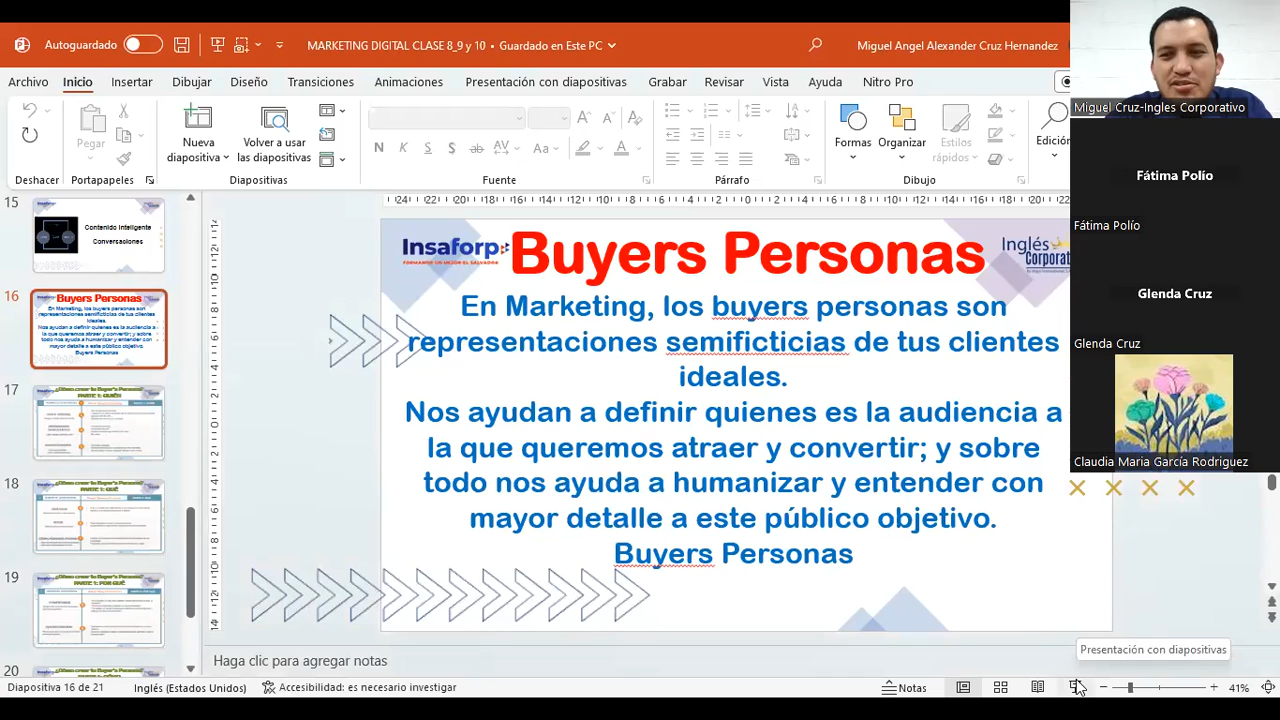 Autoguardado
MARKETING DIGITAL CLASE 8_9 y 10 • Guardado en Este PC
Miguel Angel Alexander Cruz Hernandez
Archivo Inicio Insertar Dibujar Diseño Transiciones Animaciones Presentación con diapositivas Grabar Revisar Vista Ayuda Nitro Pro
Pegar
Nueva diapositiva
Volver a usar las diapositivas
Formas
Organizar
Estilos rápidos
Edición
Deshacer Portapapeles Diapositivas Fuente Párrafo Dibujo
15
Contenido Inteligente
Conversaciones
16
Buyers Personas
En Marketing, los buyers personas son
representaciones semificticias de tus clientes
ideales.
Nos ayudan a definir quienes es la audiencia a
la que queremos atraer y convertir; y sobre
todo nos ayuda a humanizar y entender con
mayor detalle a este público objetivo.
Buyers Personas
17
¿Cómo crear tu Buyer's Persona?
PARTE 1: QUIÉN
18
¿Cómo crear tu Buyer's Persona?
PARTE 1: QUÉ
19
¿Cómo crear tu Buyer's Persona?
PARTE 1: POR QUÉ
20
Insaforp
FORMANDO UN MEJOR EL SALVADOR
Buyers Personas
Inglés
Corporat
En Marketing, los buyers personas son
representaciones semificticias de tus clientes
ideales.
Nos ayudan a definir quienes es la audiencia a
la que queremos atraer y convertir; y sobre
todo nos ayuda a humanizar y entender con
mayor detalle a este público objetivo.
Buyers Personas
Miguel Cruz-Ingles Corporativo
Fátima Polío
Fátima Polío
Glenda Cruz
Glenda Cruz
Claudia Maria García Rodriguez
Presentación con diapositivas
Haga clic para agregar notas
Diapositiva 16 de 21 Inglés (Estados Unidos) Accesibilidad: es necesario investigar Notas 41%